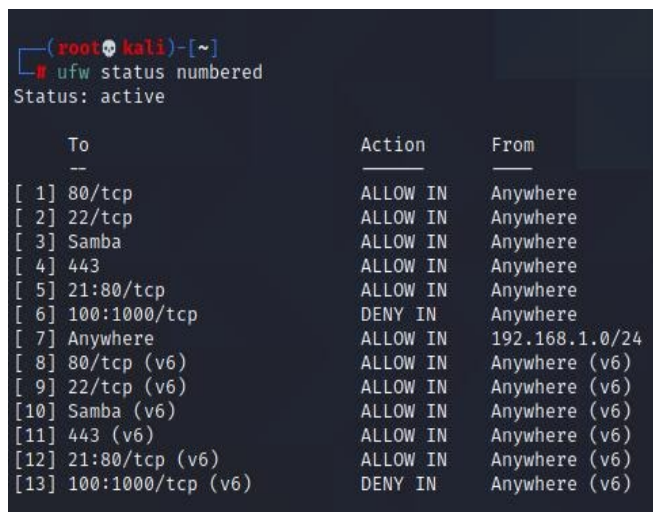 ┌──(root💀kali)-[~]
└─# ufw status numbered
Status: active
To Action From
-- ------ ----
[ 1] 80/tcp ALLOW IN Anywhere
[ 2] 22/tcp ALLOW IN Anywhere
[ 3] Samba ALLOW IN Anywhere
[ 4] 443 ALLOW IN Anywhere
[ 5] 21:80/tcp ALLOW IN Anywhere
[ 6] 100:1000/tcp DENY IN Anywhere
[ 7] Anywhere ALLOW IN 192.168.1.0/24
[ 8] 80/tcp (v6) ALLOW IN Anywhere (v6)
[ 9] 22/tcp (v6) ALLOW IN Anywhere (v6)
[10] Samba (v6) ALLOW IN Anywhere (v6)
[11] 443 (v6) ALLOW IN Anywhere (v6)
[12] 21:80/tcp (v6) ALLOW IN Anywhere (v6)
[13] 100:1000/tcp (v6) DENY IN Anywhere (v6)